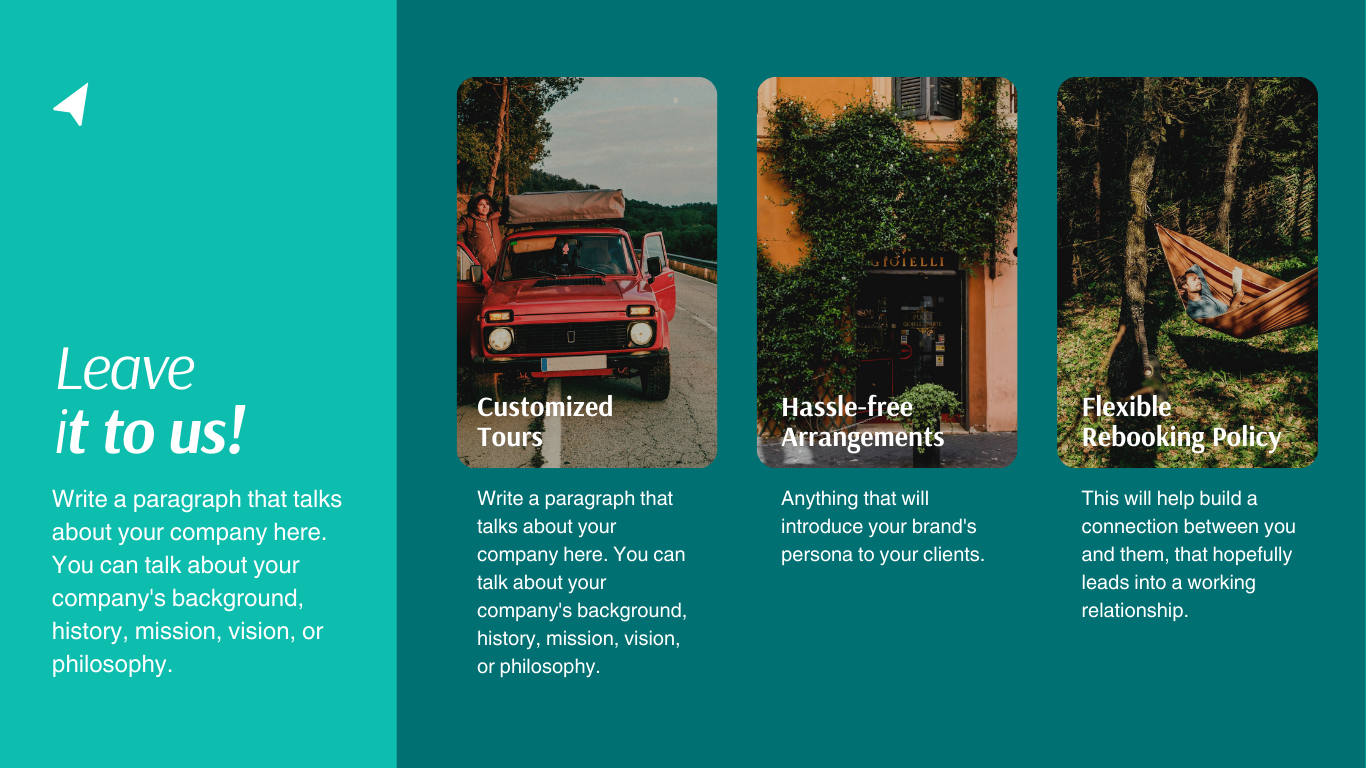 Leave
it to us!
Write a paragraph that talks
about your company here.
You can talk about your
company's background,
history, mission, vision, or
philosophy.
Customized
Tours
Write a paragraph that
talks about your
company here. You can
talk about your
company's background,
history, mission, vision,
or philosophy.
GIOIELLI
Hassle-free
Arrangements
Anything that will
introduce your brand's
persona to your clients.
Flexible
Rebooking Policy
This will help build a
connection between you
and them, that hopefully
leads into a working
relationship.